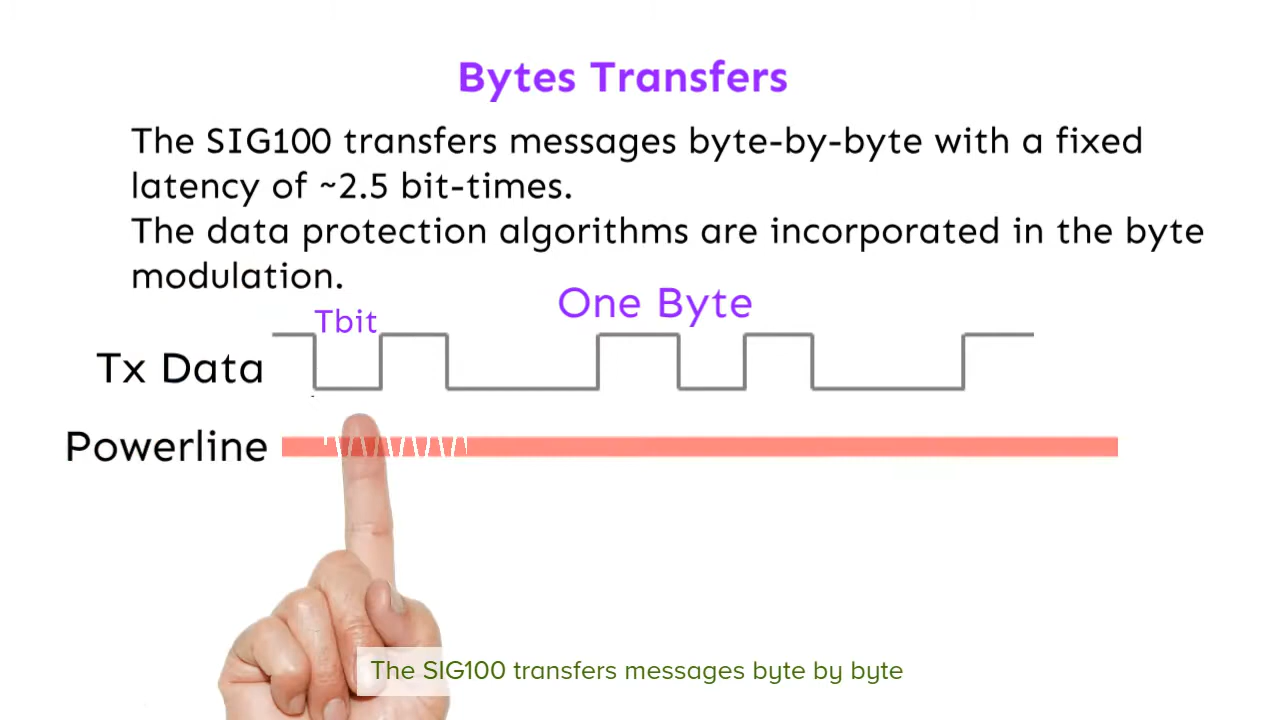 Bytes Transfers
The SIG100 transfers messages byte-by-byte with a fixed
latency of ~2.5 bit-times.
The data protection algorithms are incorporated in the byte
modulation.
One Byte
Tbit
Tx Data
Powerline
The SIG100 transfers messages byte by byte